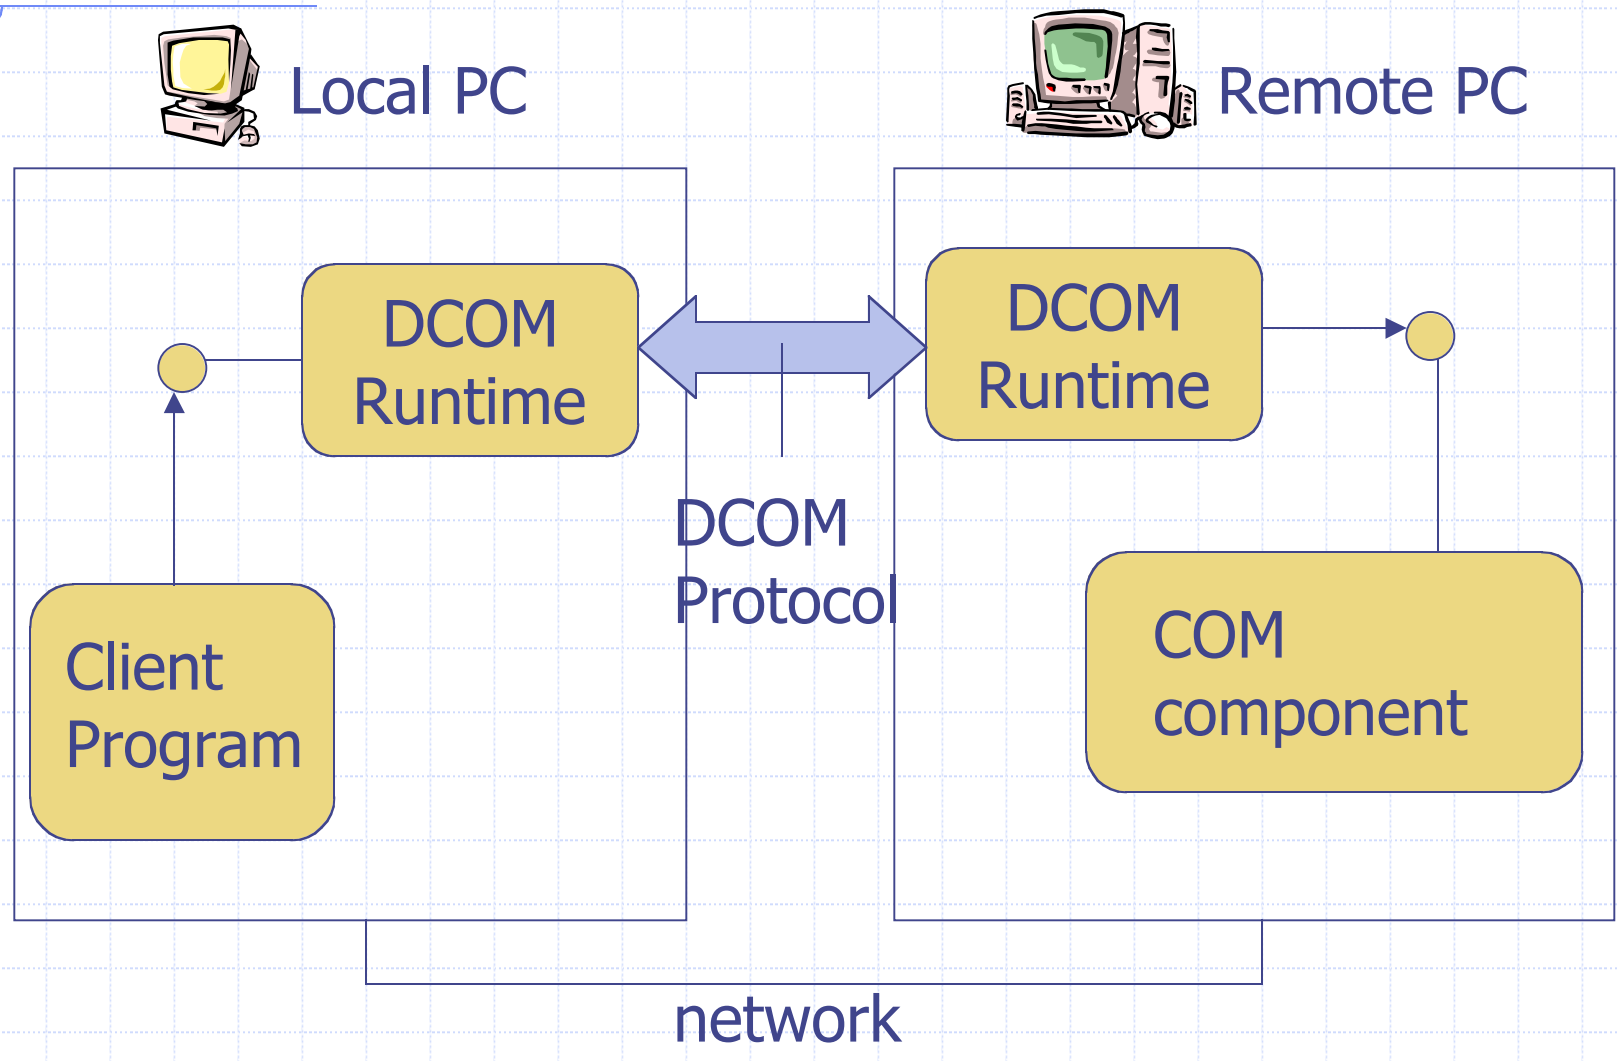 Local PC
Remote PC
DCOM
Runtime
DCOM
Runtime
DCOM
Protocol
Client
Program
COM
component
network